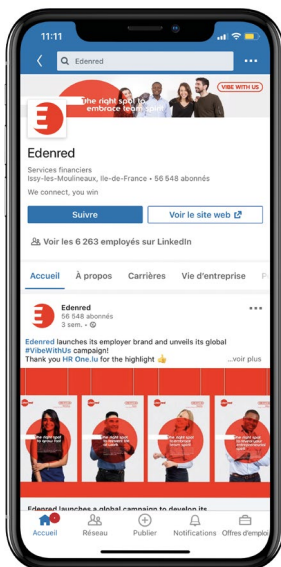 11:11
Edenred
VIBE WITH US
the right spot to
embrace team spirit
Edenred
Services financiers
Issy-les-Moulineaux, Ile-de-France • 56 548 abonnés
We connect, you win
Suivre
Voir le site web
Voir les 6 263 employés sur LinkedIn
Accueil À propos Carrières Vie d'entreprise
Edenred
56 548 abonnés
3 sem. •
Edenred launches its employer brand and unveils its global
#VibeWithUs campaign!
Thank you HR One.lu for the highlight 👍 ...voir plus
Edenred launches a global campaign to develop its
Accueil Réseau Publier Notifications Offres d'emploi